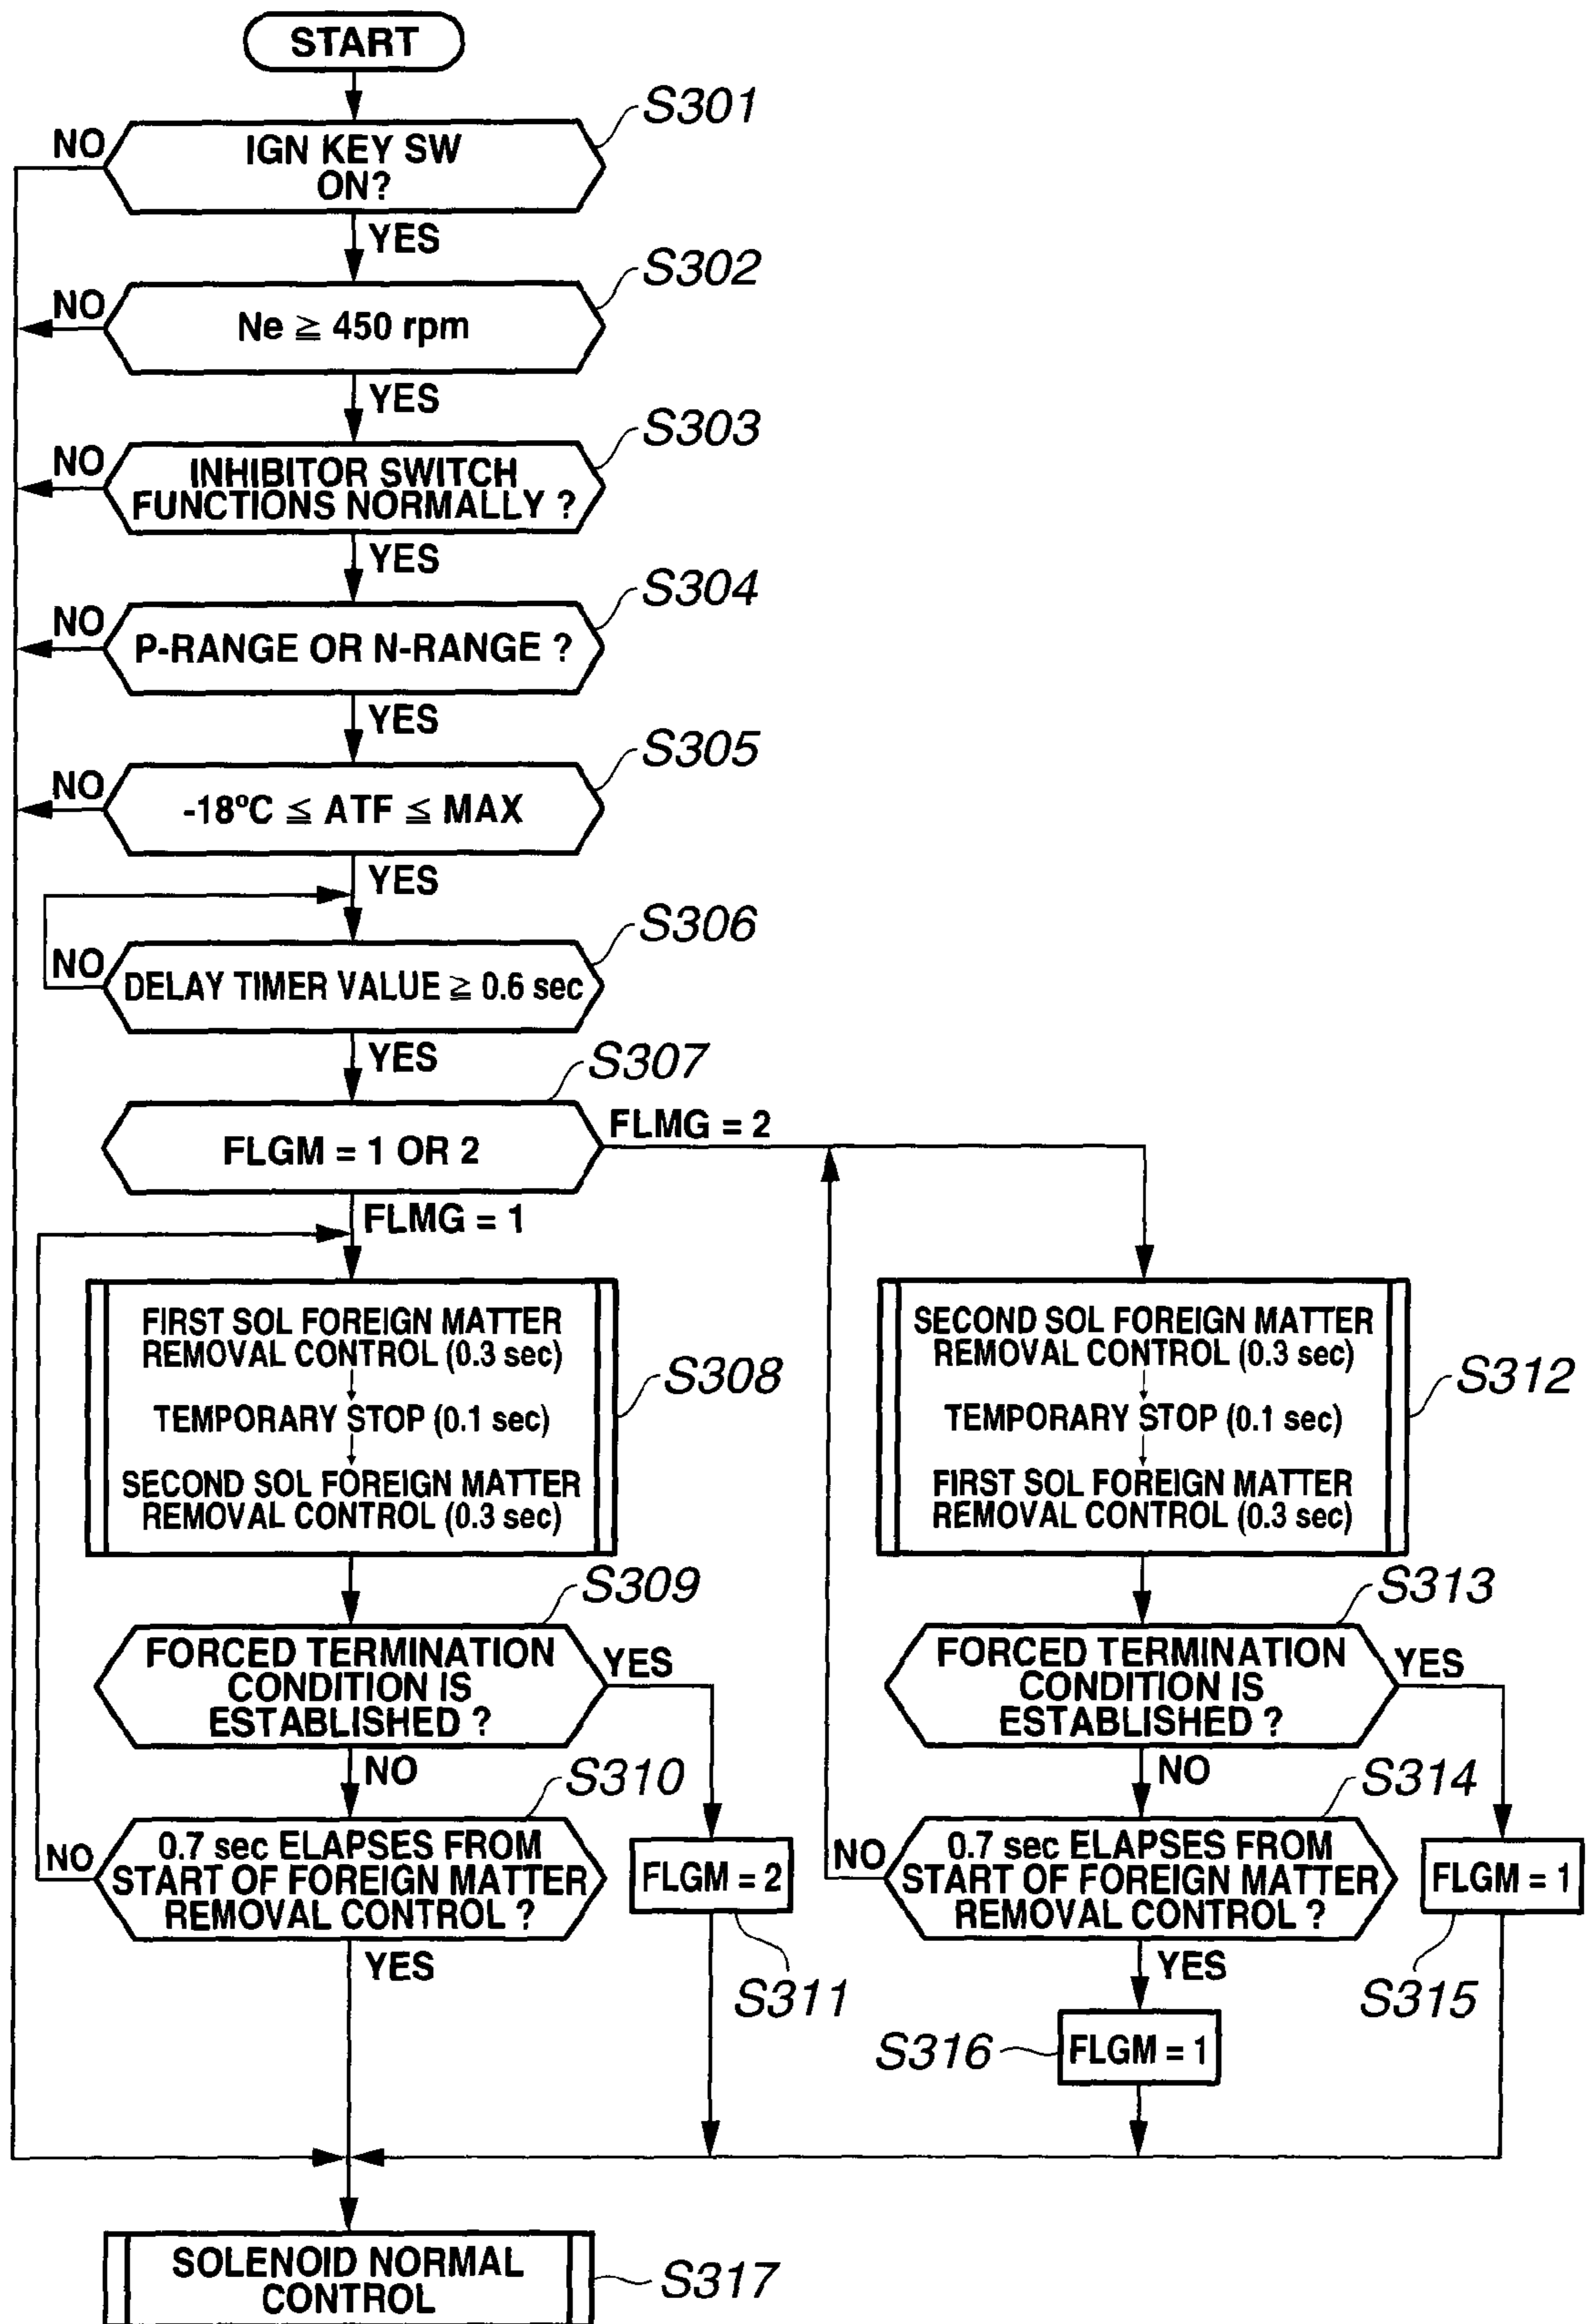 START
S301
NO
IGN KEY SW
ON?
YES
S302
NO
Ne ≧ 450 rpm
YES
S303
NO
INHIBITOR SWITCH
FUNCTIONS NORMALLY ?
YES
S304
NO
P-RANGE OR N-RANGE ?
YES
S305
NO
-18°C ≦ ATF ≦ MAX
YES
S306
NO
DELAY TIMER VALUE ≧ 0.6 sec
YES
S307
FLGM = 1 OR 2
FLMG = 2
FLMG = 1
FIRST SOL FOREIGN MATTER
REMOVAL CONTROL (0.3 sec)
TEMPORARY STOP (0.1 sec)
SECOND SOL FOREIGN MATTER
REMOVAL CONTROL (0.3 sec)
S308
SECOND SOL FOREIGN MATTER
REMOVAL CONTROL (0.3 sec)
TEMPORARY STOP (0.1 sec)
FIRST SOL FOREIGN MATTER
REMOVAL CONTROL (0.3 sec)
S312
S309
FORCED TERMINATION
CONDITION IS
ESTABLISHED ?
YES
NO
S313
FORCED TERMINATION
CONDITION IS
ESTABLISHED ?
YES
NO
S310
NO
0.7 sec ELAPSES FROM
START OF FOREIGN MATTER
REMOVAL CONTROL ?
YES
FLGM = 2
S311
S314
NO
0.7 sec ELAPSES FROM
START OF FOREIGN MATTER
REMOVAL CONTROL ?
YES
FLGM = 1
S315
S316
FLGM = 1
SOLENOID NORMAL
CONTROL
S317